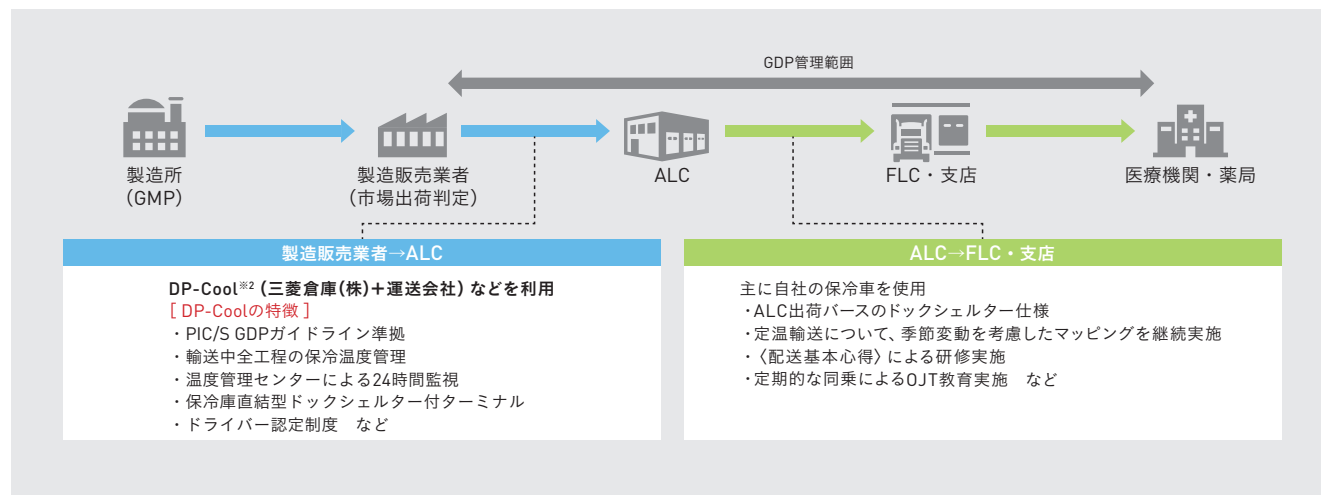 GDP管理範囲
製造所
(GMP)
製造販売業者
(市場出荷判定)
ALC
FLC・支店
医療機関・薬局
製造販売業者→ALC
DP-Cool※2 (三菱倉庫(株)+運送会社) などを利用
[ DP-Coolの特徴 ]
・PIC/S GDPガイドライン準拠
・輸送中全工程の保冷温度管理
・温度管理センターによる24時間監視
・保冷庫直結型ドックシェルター付ターミナル
・ドライバー認定制度　など
ALC→FLC・支店
主に自社の保冷車を使用
・ALC出荷バースのドックシェルター仕様
・定温輸送について、季節変動を考慮したマッピングを継続実施
・〈配送基本心得〉による研修実施
・定期的な同乗によるOJT教育実施　など